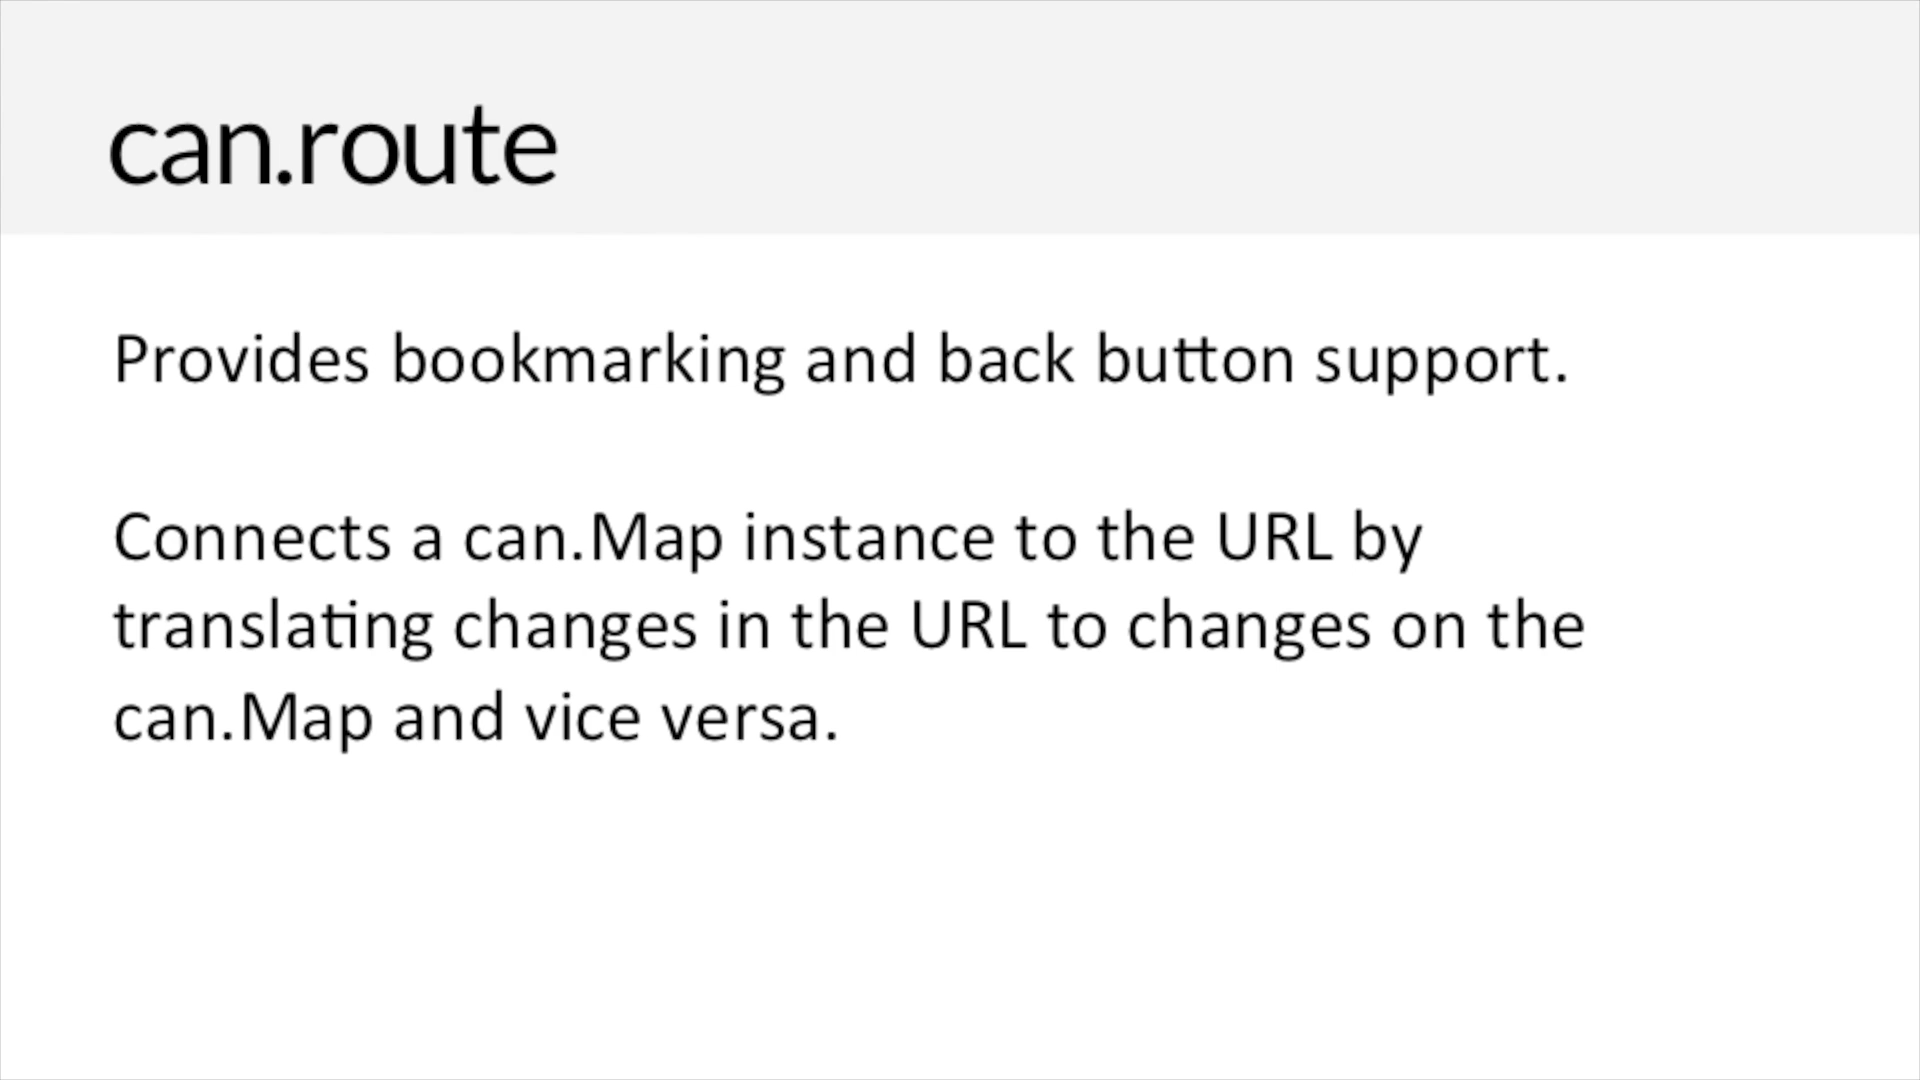 can.route
Provides bookmarking and back button support.
Connects a can.Map instance to the URL by
translating changes in the URL to changes on the
can.Map and vice versa.